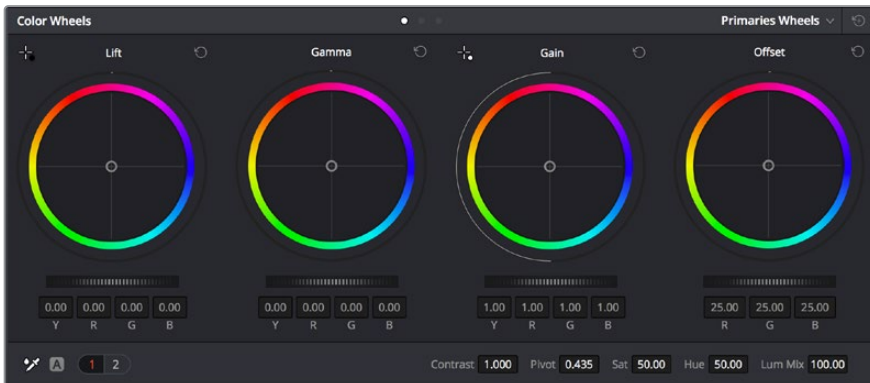 Color Wheels Primaries Wheels
Lift Gamma Gain Offset
0.00 0.00 0.00 0.00 0.00 0.00 0.00 0.00 1.00 1.00 1.00 1.00 25.00 25.00 25.00
Y R G B Y R G B Y R G B R G B
A 1 2 Contrast 1.000 Pivot 0.435 Sat 50.00 Hue 50.00 Lum Mix 100.00